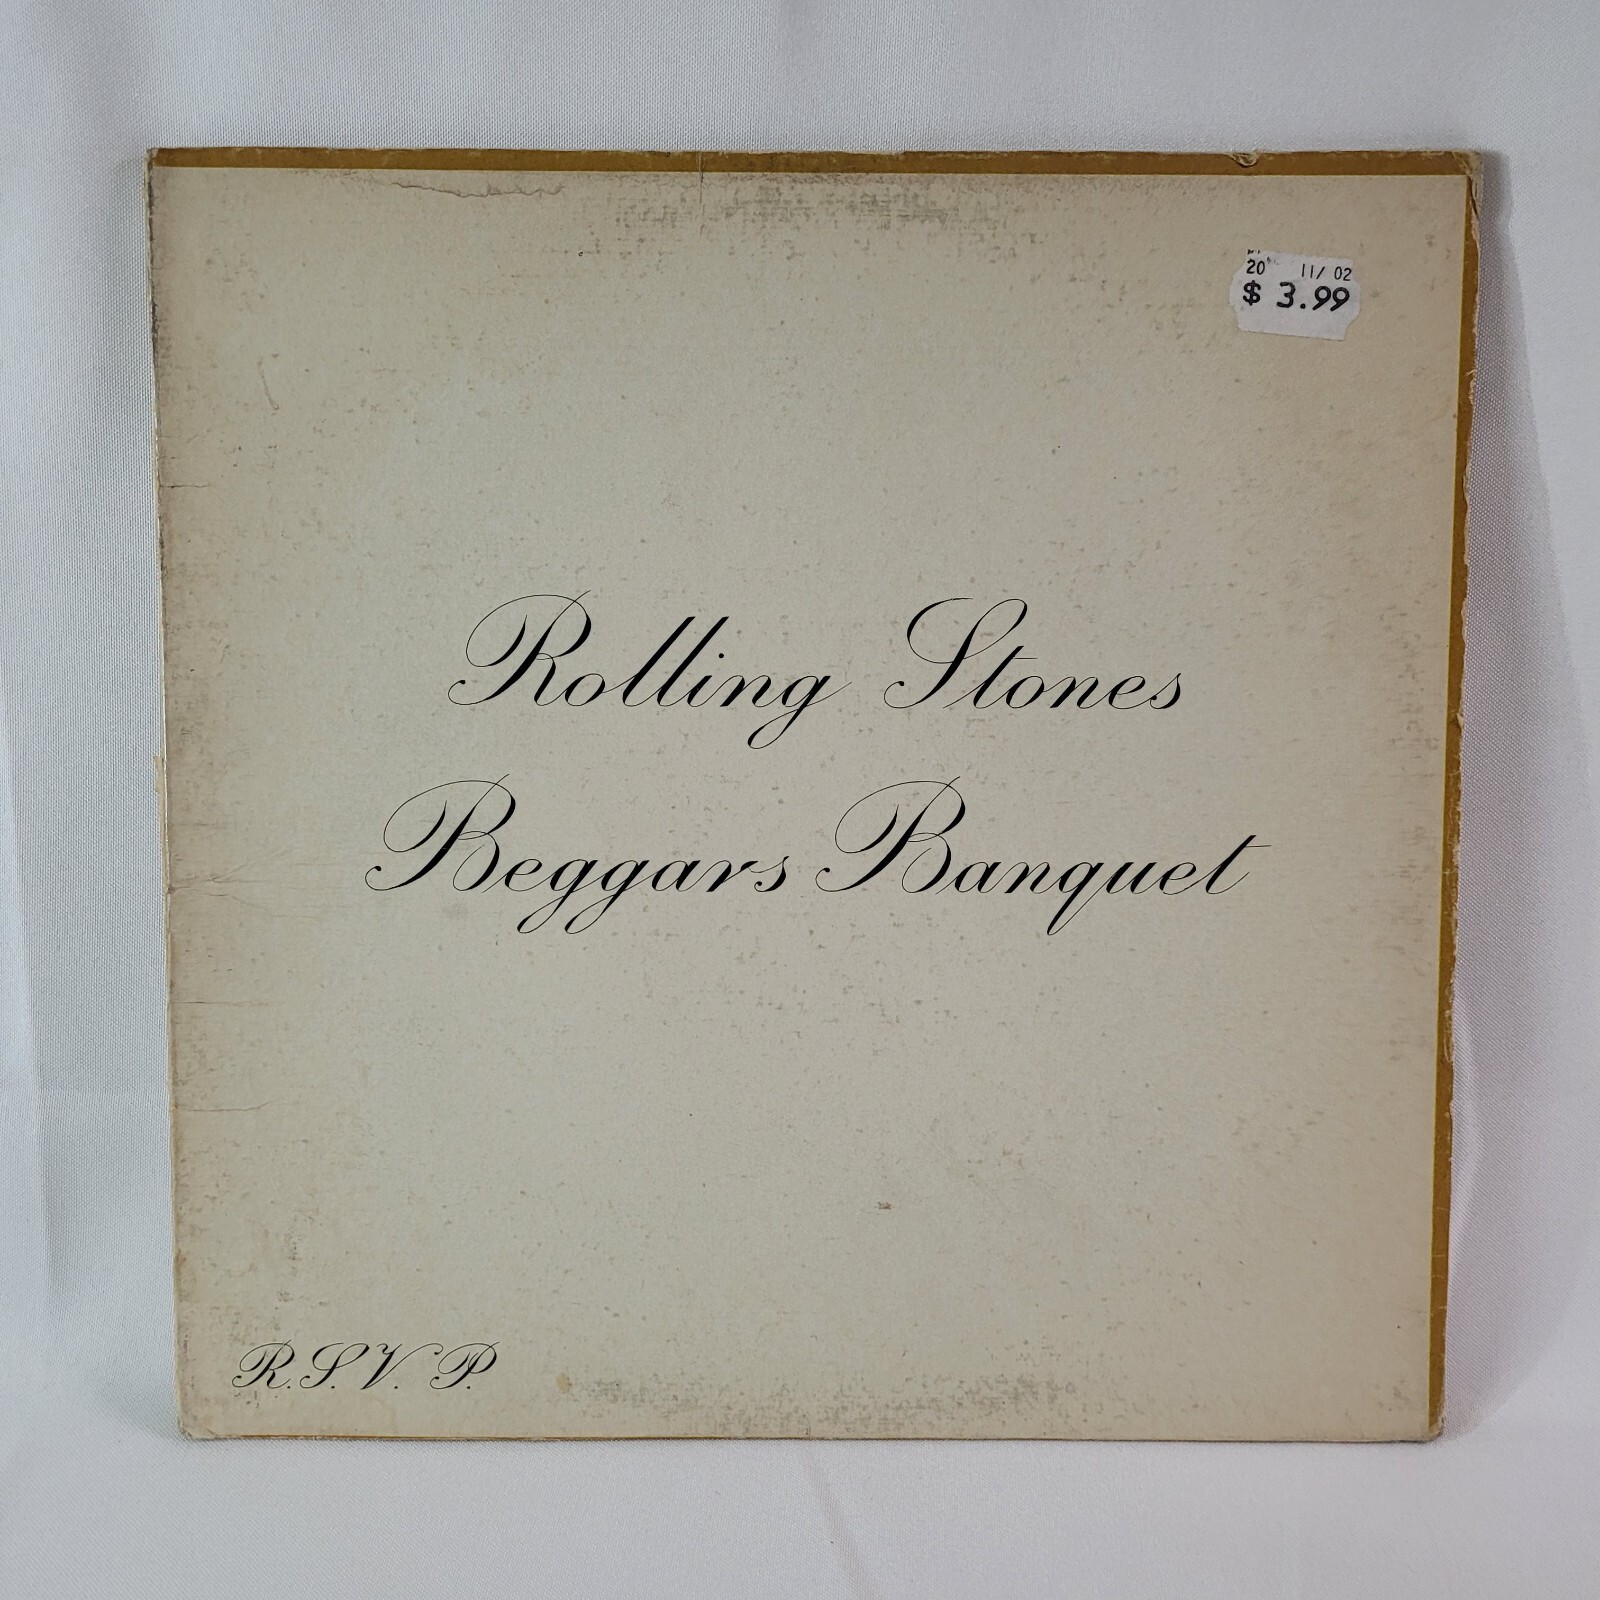 20 11/ 02
$ 3.99
Rolling Stones
Beggars Banquet
R.S.V.P.